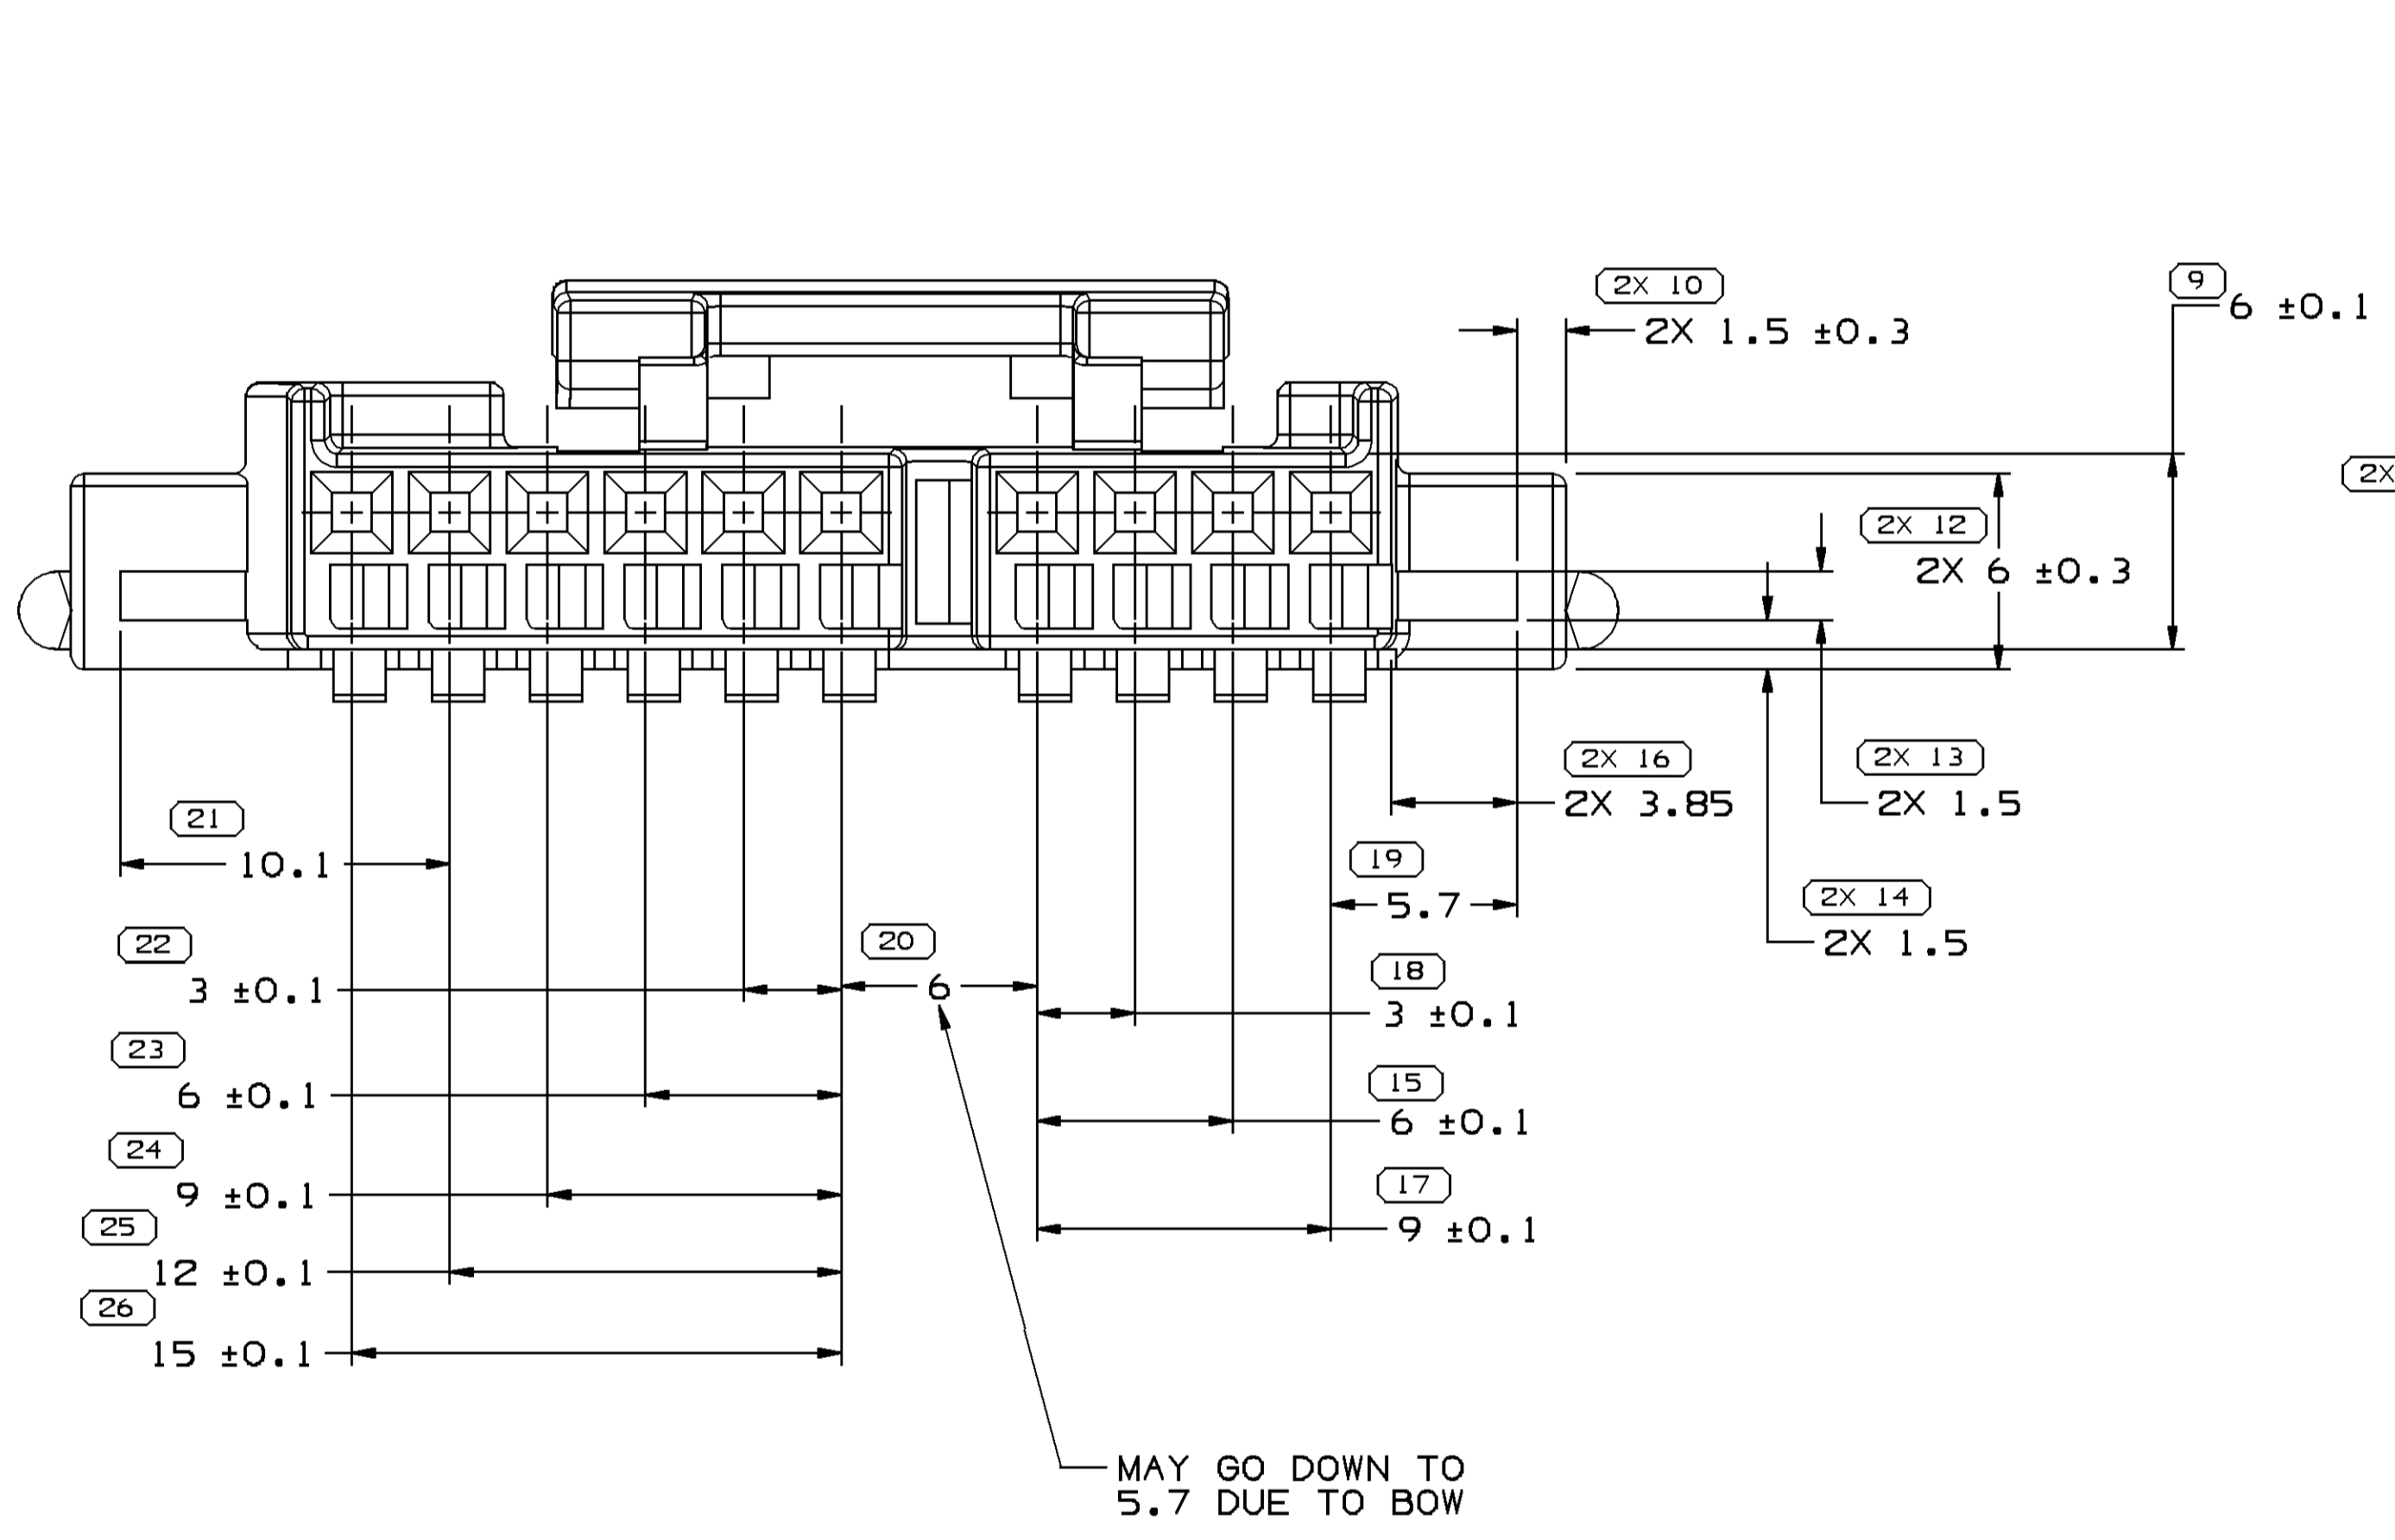 2X 10
2X 1.5 ±0.3
9
6 ±0.1
2X
2X 12
2X 6 ±0.3
2X 16
2X 3.85
2X 13
2X 1.5
21
10.1
19
5.7
2X 14
2X 1.5
22
3 ±0.1
20
6
18
3 ±0.1
23
6 ±0.1
15
6 ±0.1
24
9 ±0.1
17
9 ±0.1
25
12 ±0.1
26
15 ±0.1
MAY GO DOWN TO
5.7 DUE TO BOW